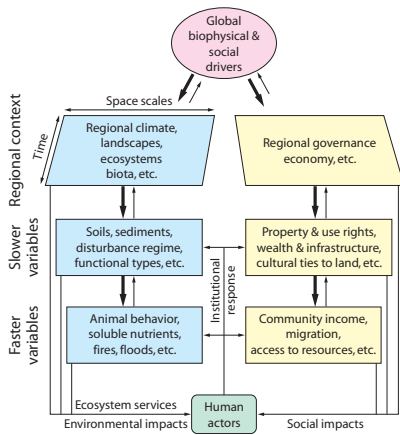 Global
biophysical &
social
drivers
Space scales
Time
Regional context
Regional climate,
landscapes,
ecosystems
biota, etc.
Regional governance
economy, etc.
Slower
variables
Soils, sediments,
disturbance regime,
functional types, etc.
Property & use rights,
wealth & infrastructure,
cultural ties to land, etc.
Institutional
response
Faster
variables
Animal behavior,
soluble nutrients,
fires, floods, etc.
Community income,
migration,
access to resources, etc.
Ecosystem services
Environmental impacts
Human
actors
Social impacts